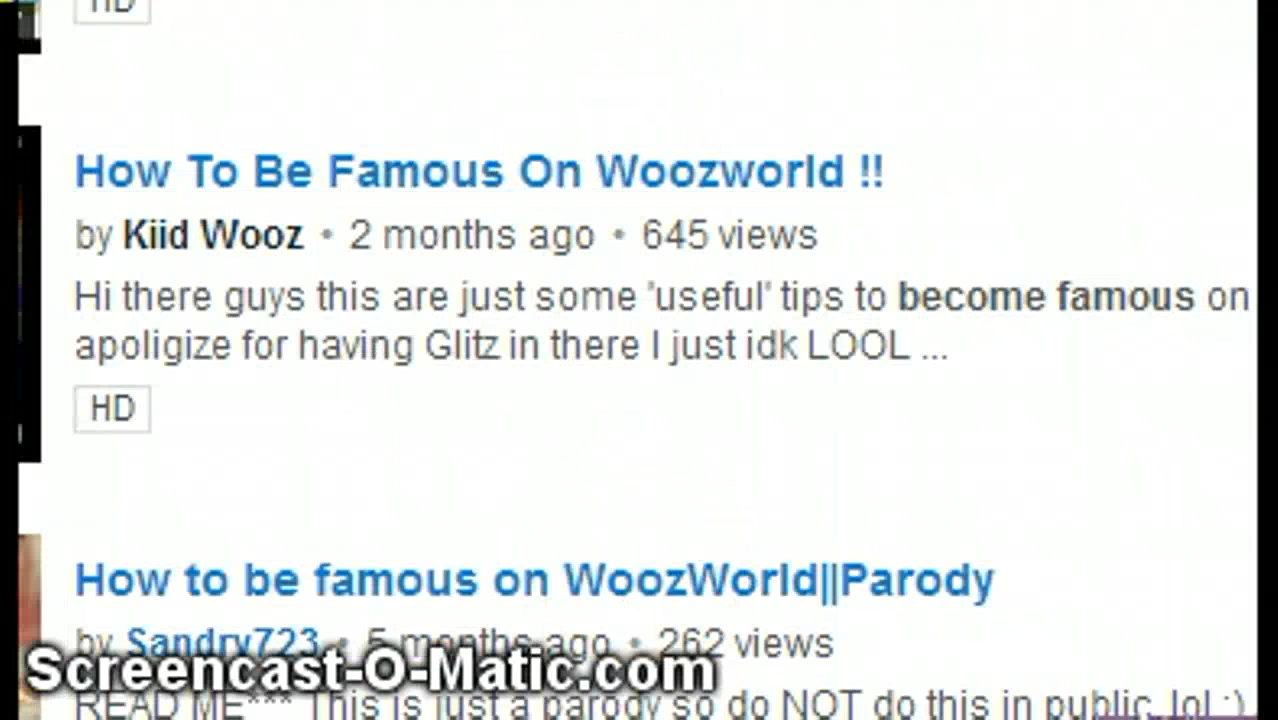 HD
How To Be Famous On Woozworld !!
by Kiid Wooz • 2 months ago • 645 views
Hi there guys this are just some 'useful' tips to become famous on
apoligize for having Glitz in there I just idk LOOL ...
HD
How to be famous on WoozWorld||Parody
by Sandry723 • 5 months ago • 262 views
Screencast-O-Matic.com
READ ME*** This is just a parody so do NOT do this in public. lol :)